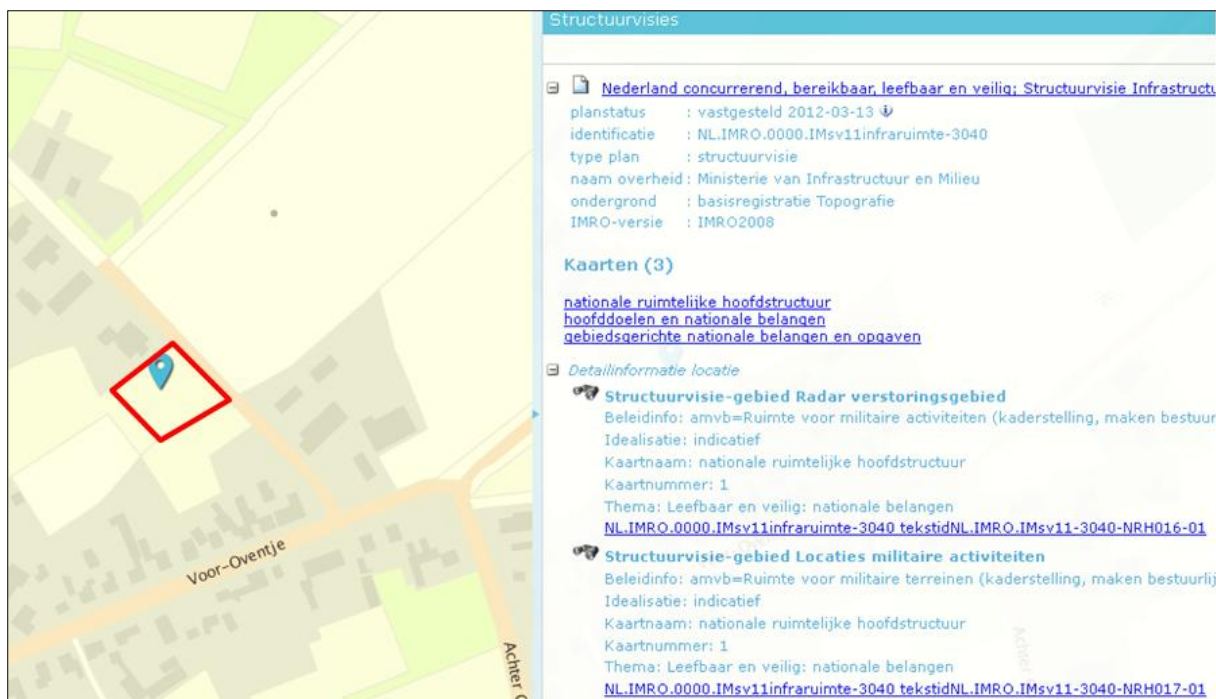 Structuurvisies
Nederland concurrerend, bereikbaar, leefbaar en veilig; Structuurvisie Infrastructu
planstatus : vastgesteld 2012-03-13
identificatie : NL.IMRO.0000.IMsv11infraruimte-3040
type plan : structuurvisie
naam overheid : Ministerie van Infrastructuur en Milieu
ondergrond : basisregistratie Topografie
IMRO-versie : IMRO2008
Kaarten (3)
nationale ruimtelijke hoofdstructuur
hoofddoelen en nationale belangen
gebiedsgerichte nationale belangen en opgaven
Detailinformatie locatie
Structuurvisie-gebied Radar verstoringsgebied
Beleidinfo: amvb=Ruimte voor militaire activiteiten (kaderstelling, maken bestuur
Idealisatie: indicatief
Kaartnaam: nationale ruimtelijke hoofdstructuur
Kaartnummer: 1
Thema: Leefbaar en veilig: nationale belangen
NL.IMRO.0000.IMsv11infraruimte-3040 tekstidNL.IMRO.IMsv11-3040-NRH016-01
Structuurvisie-gebied Locaties militaire activiteiten
Beleidinfo: amvb=Ruimte voor militaire terreinen (kaderstelling, maken bestuurlij
Idealisatie: indicatief
Kaartnaam: nationale ruimtelijke hoofdstructuur
Kaartnummer: 1
Thema: Leefbaar en veilig: nationale belangen
NL.IMRO.0000.IMsv11infraruimte-3040 tekstidNL.IMRO.IMsv11-3040-NRH017-01
Voor-Oventje
Achter